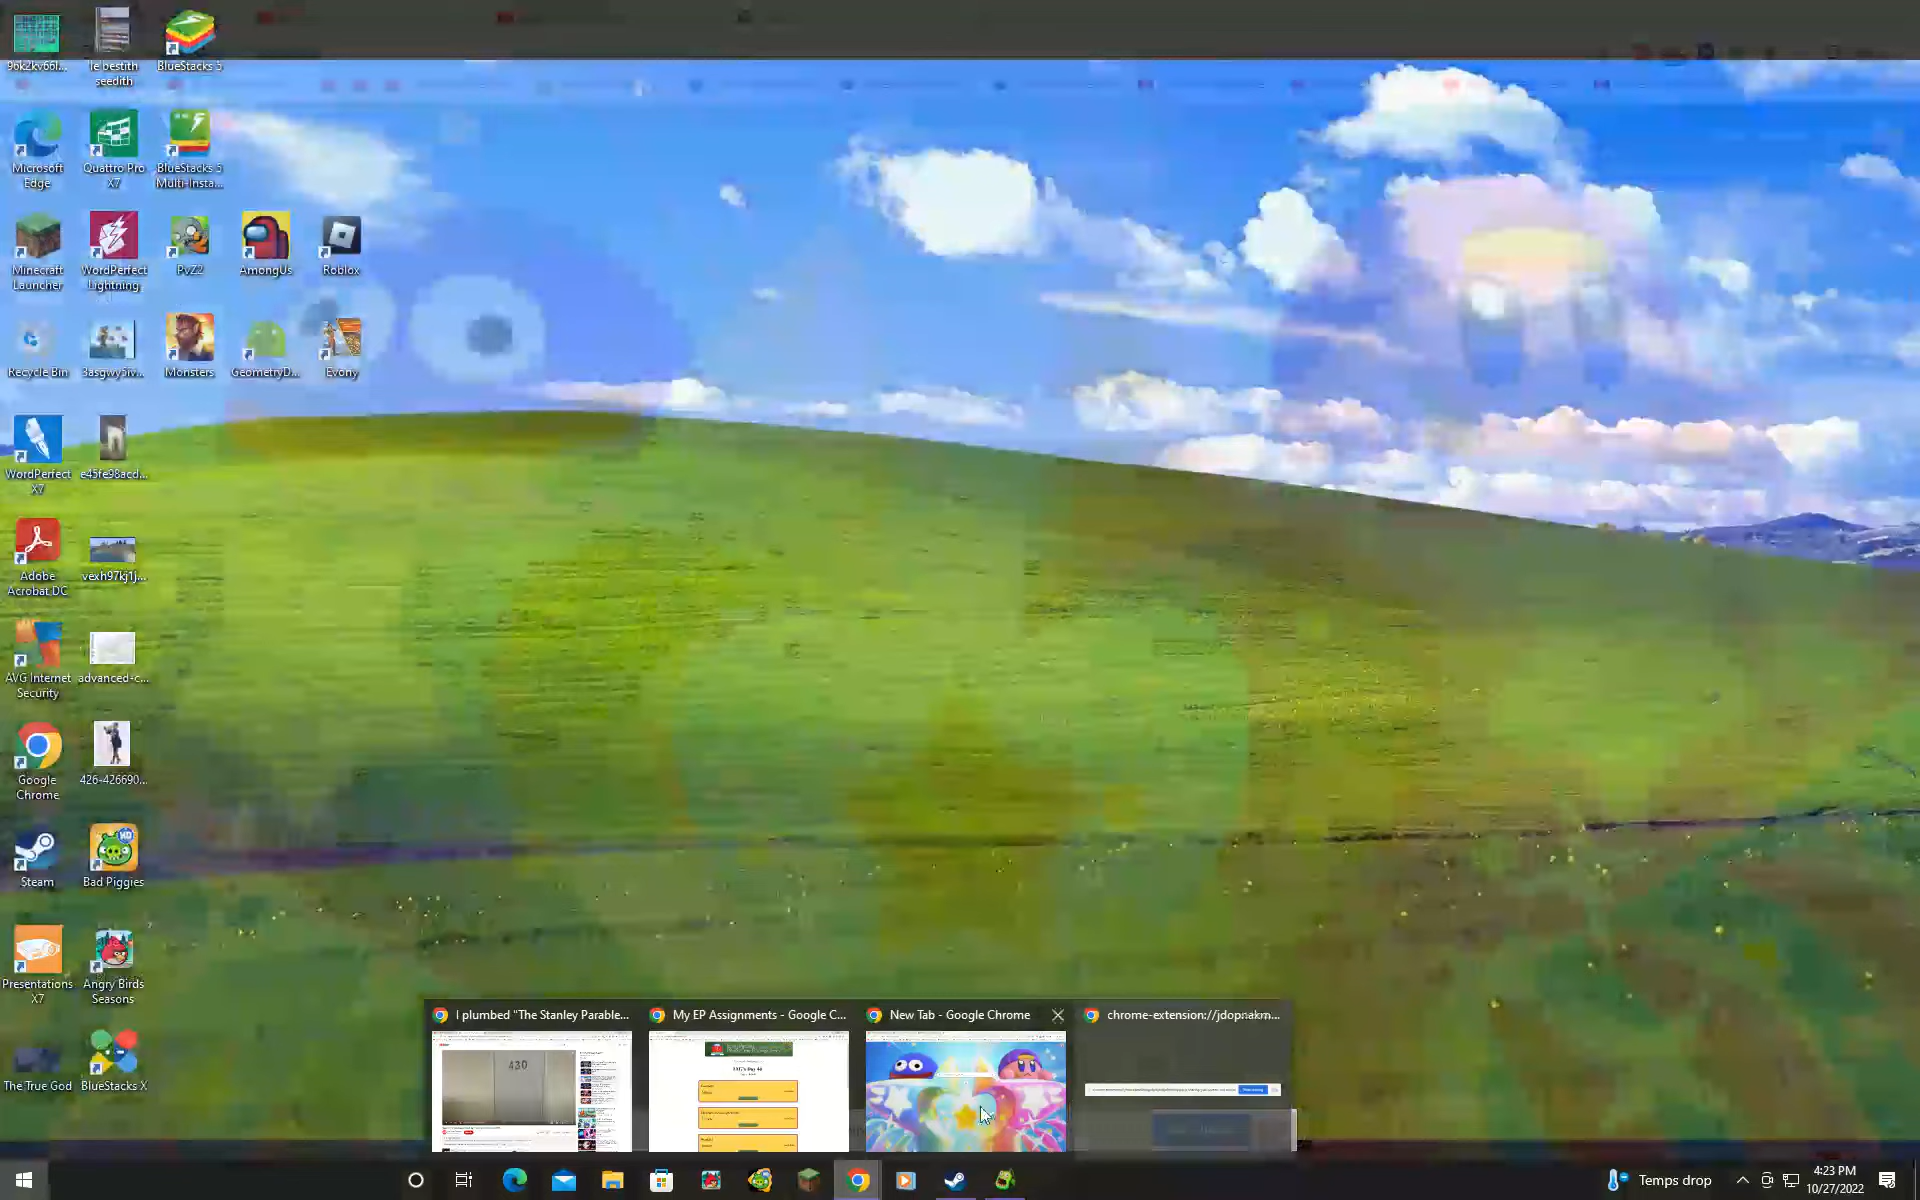 9bk2kv66l...
le bestith
seedith
BlueStacks 5
Microsoft
Edge
Quattro Pro
X7
BlueStacks 5
Multi-Insta...
Minecraft
Launcher
WordPerfect
Lightning
PvZ2
AmongUs
Roblox
Recycle Bin
3asgwy5iv...
Monsters
GeometryD...
Evony
WordPerfect
X7
e45fe98acd...
Adobe
Acrobat DC
vexh97kj1j...
AVG Internet
Security
advanced-c...
Google
Chrome
426-426690...
Steam
Bad Piggies
Presentations
X7
Angry Birds
Seasons
The True God
BlueStacks X
I plumbed "The Stanley Parable...
My EP Assignments - Google C...
New Tab - Google Chrome
chrome-extension://jdopnakm...
430
Temps drop
4:23 PM
10/27/2022